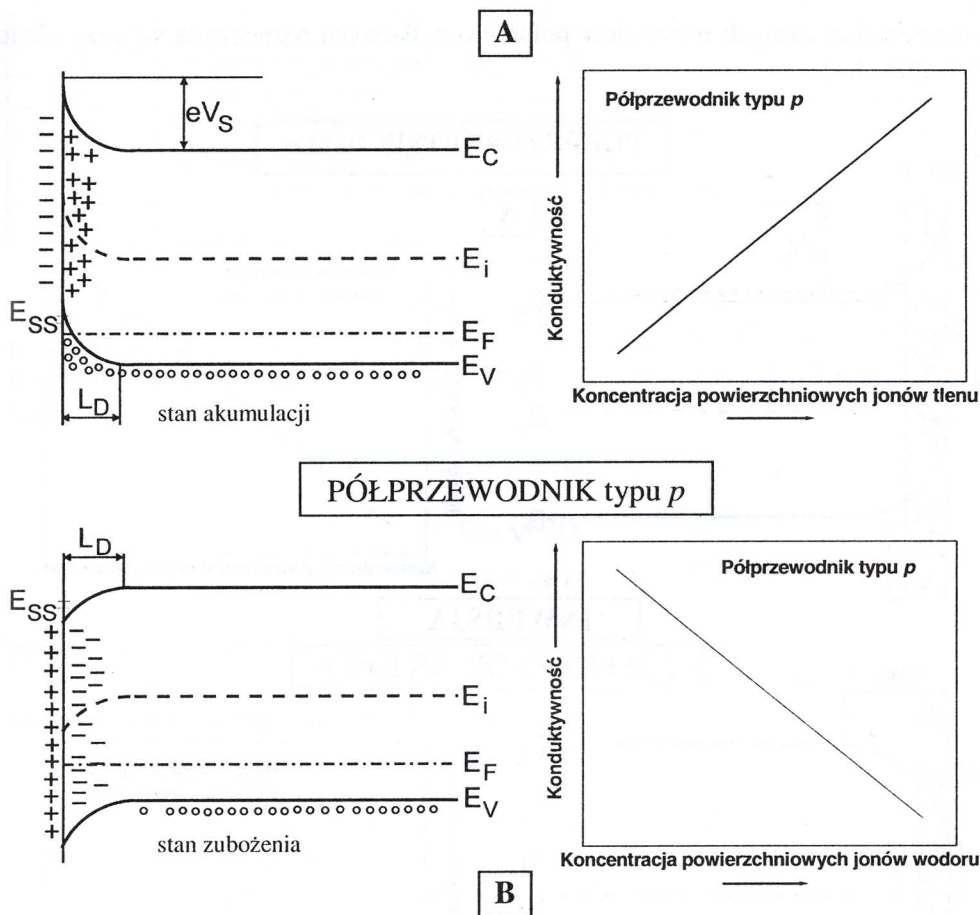 A
eV_S
Półprzewodnik typu p
E_C
E_i
Konduktywność
E_SS
E_F
E_V
L_D
stan akumulacji
Koncentracja powierzchniowych jonów tlenu
PÓŁPRZEWODNIK typu p
L_D
E_C
Półprzewodnik typu p
E_SS
E_i
Konduktywność
E_F
E_V
stan zubożenia
Koncentracja powierzchniowych jonów wodoru
B